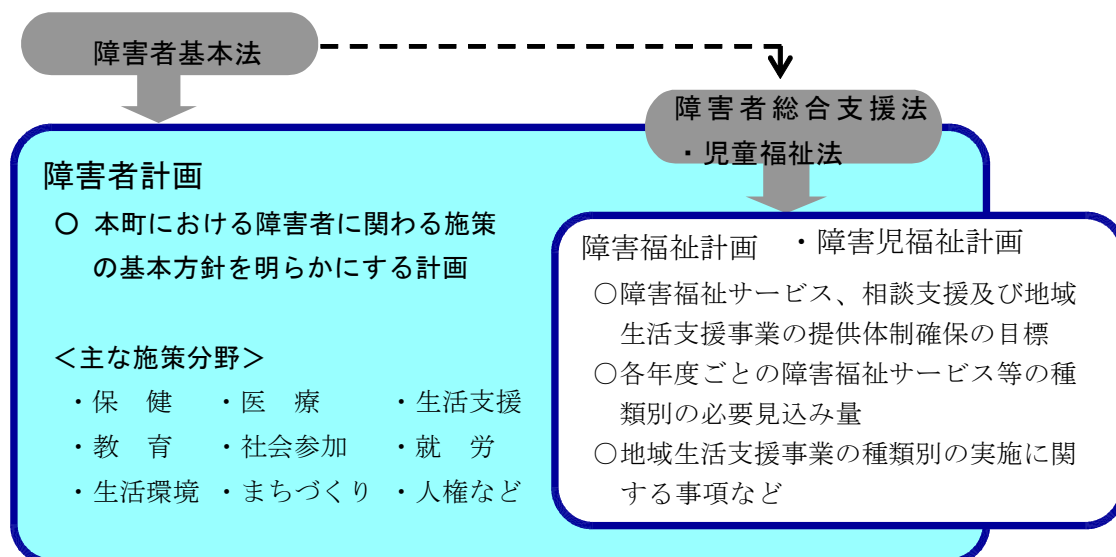 障害者基本法
障害者総合支援法
・児童福祉法
障害者計画
○ 本町における障害者に関わる施策
の基本方針を明らかにする計画
＜主な施策分野＞
・保　健　・医　療　・生活支援
・教　育　・社会参加　・就　労
・生活環境　・まちづくり　・人権など
障害福祉計画　・障害児福祉計画
○障害福祉サービス、相談支援及び地域
生活支援事業の提供体制確保の目標
○各年度ごとの障害福祉サービス等の種
類別の必要見込み量
○地域生活支援事業の種類別の実施に関
する事項など